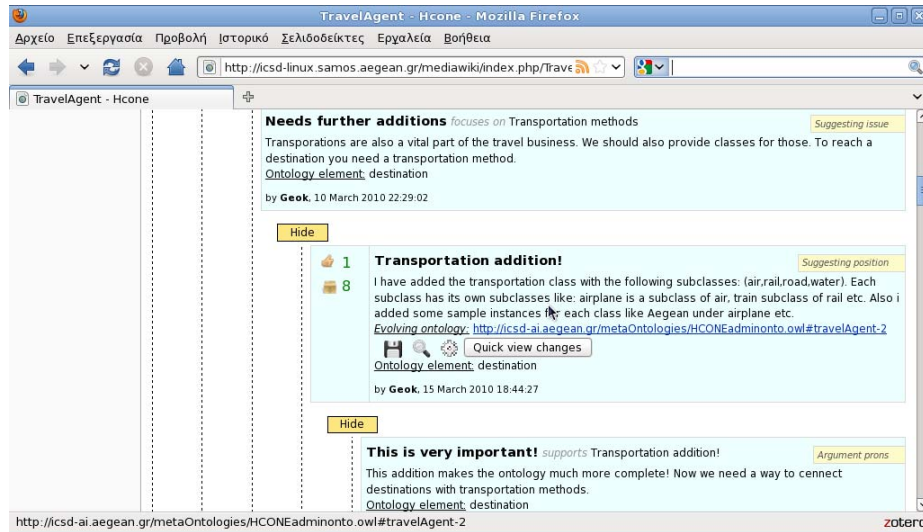 TravelAgent - Hcone - Mozilla Firefox
Αρχείο Επεξεργασία Προβολή Ιστορικό Σελιδοδείκτες Εργαλεία Βοήθεια
http://icsd-linux.samos.aegean.gr/mediawiki/index.php/Trave
TravelAgent - Hcone
Needs further additions focuses on Transportation methods
Suggesting issue
Transporations are also a vital part of the travel business. We should also provide classes for those. To reach a
destination you need a transportation method.
Ontology element: destination
by Geok, 10 March 2010 22:29:02
Hide
1
8
Transportation addition!
Suggesting position
I have added the transportation class with the following subclasses: (air,rail,road,water). Each
subclass has its own subclasses like: airplane is a subclass of air, train subclass of rail etc. Also i
added some sample instances for each class like Aegean under airplane etc.
Evolving ontology: http://icsd-ai.aegean.gr/metaOntologies/HCONEadminonto.owl#travelAgent-2
Quick view changes
Ontology element: destination
by Geok, 15 March 2010 18:44:27
Hide
This is very important! supports Transportation addition!
Argument prons
This addition makes the ontology much more complete! Now we need a way to cennect
destinations with transportation methods.
Ontology element: destination
http://icsd-ai.aegean.gr/metaOntologies/HCONEadminonto.owl#travelAgent-2
zotero